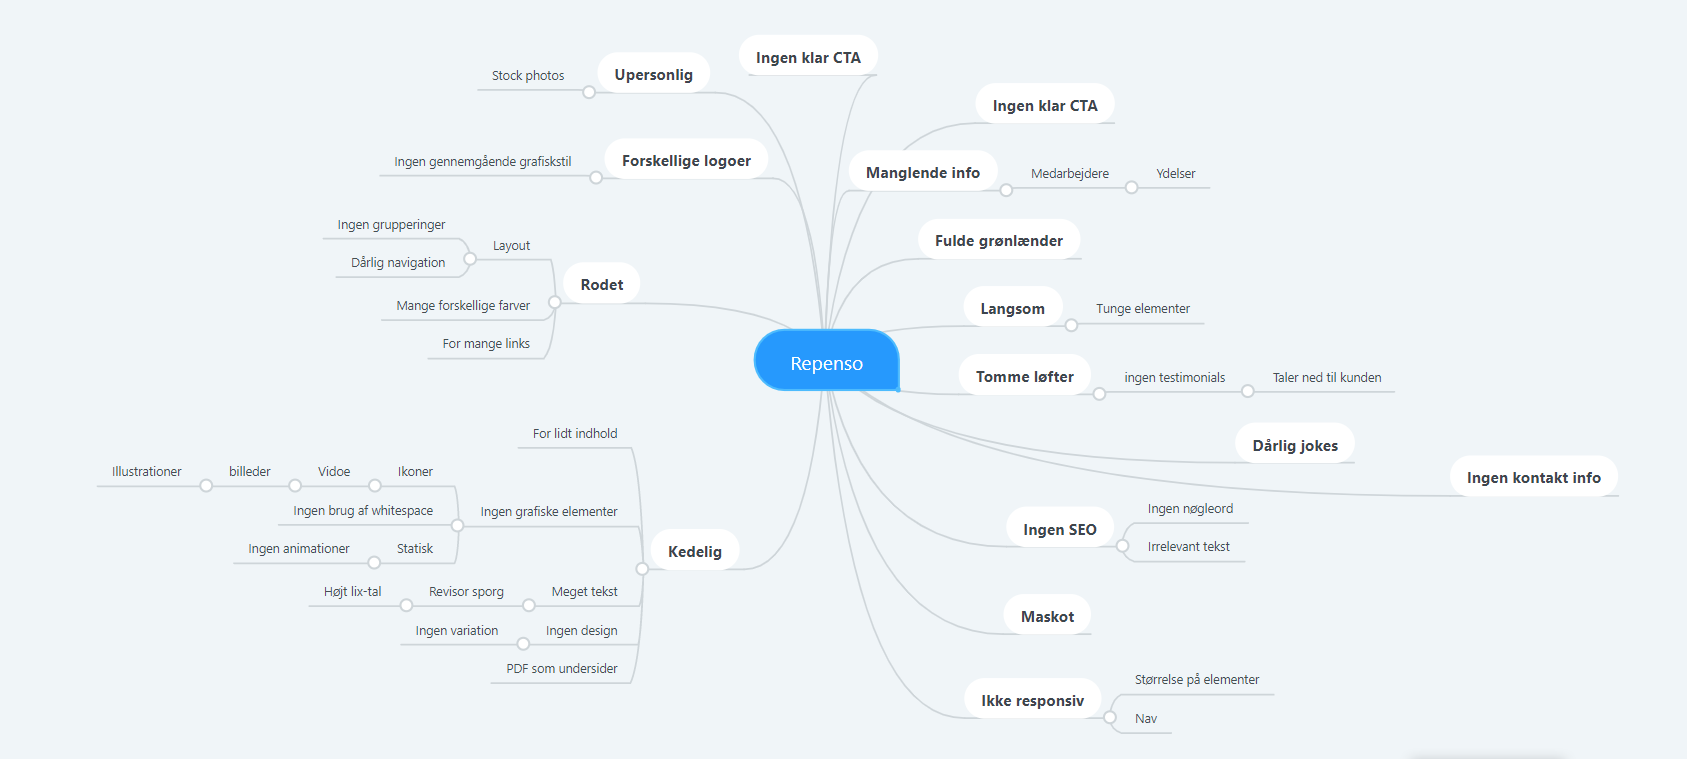 Ingen klar CTA
Stock photos
Upersonlig
Ingen klar CTA
Ingen gennemgående grafiskstil
Forskellige logoer
Manglende info
Medarbejdere
Ydelser
Ingen grupperinger
Layout
Dårlig navigation
Rodet
Mange forskellige farver
For mange links
Fulde grønlænder
Langsom
Tunge elementer
Repenso
Tomme løfter
ingen testimonials
Taler ned til kunden
Dårlig jokes
Ingen kontakt info
For lidt indhold
Illustrationer
billeder
Vidoe
Ikoner
Ingen brug af whitespace
Ingen grafiske elementer
Ingen animationer
Statisk
Kedelig
Højt lix-tal
Revisor sporg
Meget tekst
Ingen variation
Ingen design
PDF som undersider
Ingen SEO
Ingen nøgleord
Irrelevant tekst
Maskot
Ikke responsiv
Størrelse på elementer
Nav